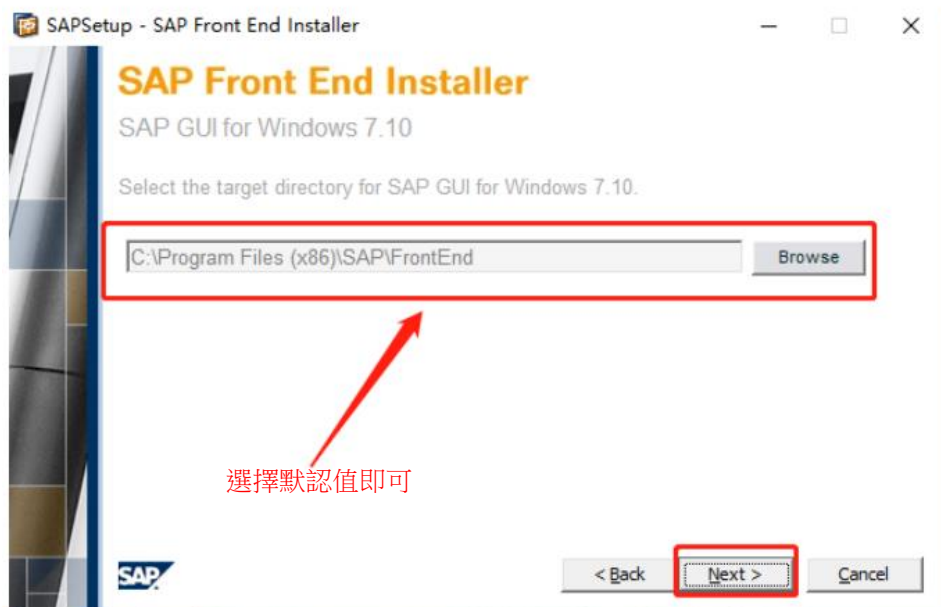 SAPSetup - SAP Front End Installer
SAP Front End Installer
SAP GUI for Windows 7.10
Select the target directory for SAP GUI for Windows 7.10.
C:\Program Files (x86)\SAP\FrontEnd
Browse
選擇默認值即可
SAP
< Back
Next >
Cancel